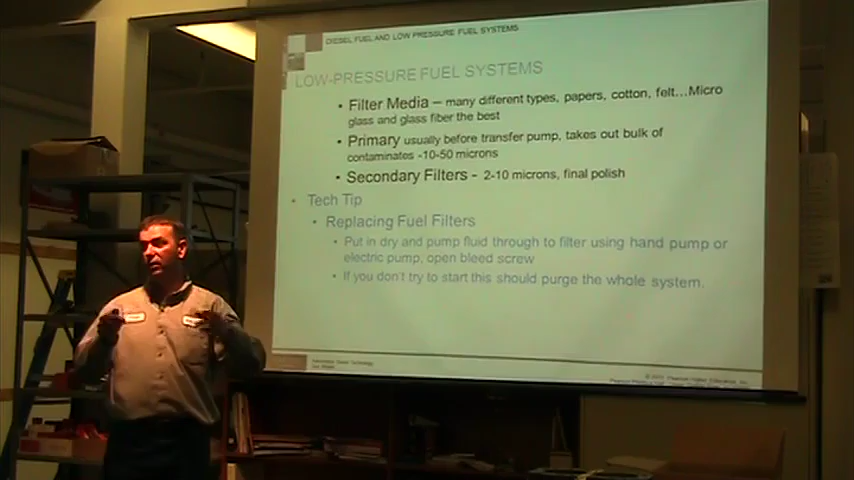 DIESEL FUEL AND LOW PRESSURE FUEL SYSTEMS
LOW-PRESSURE FUEL SYSTEMS
• Filter Media – many different types, papers, cotton, felt…Micro
glass and glass fiber the best
• Primary usually before transfer pump, takes out bulk of
contaminates -10-50 microns
• Secondary Filters - 2-10 microns, final polish
• Tech Tip
• Replacing Fuel Filters
• Put in dry and pump fluid through to filter using hand pump or
electric pump, open bleed screw
• If you don't try to start this should purge the whole system.